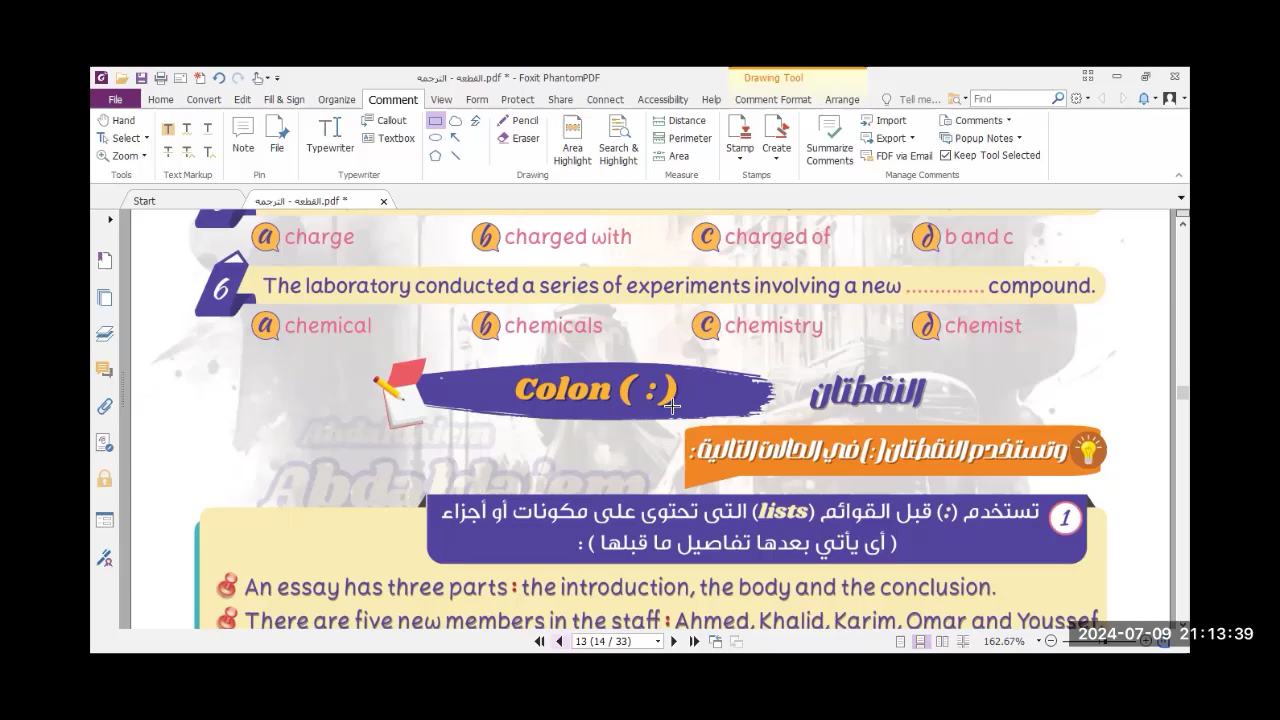 القطعه - الترجمه.pdf * - Foxit PhantomPDF
Drawing Tool
File Home Convert Edit Fill & Sign Organize Comment View Form Protect Share Connect Accessibility Help Comment Format Arrange Tell me... Find
Hand
Select
Zoom
Tools
Text Markup
Note
File
Pin
Typewriter
Callout
Textbox
Typewriter
Pencil
Eraser
Drawing
Area Highlight
Search & Highlight
Distance
Perimeter
Area
Measure
Stamp
Create
Stamps
Summarize Comments
Import
Export
FDF via Email
Comments
Popup Notes
Keep Tool Selected
Manage Comments
Start
القطعه - الترجمه.pdf *
a charge b charged with c charged of d b and c
6 The laboratory conducted a series of experiments involving a new .............. compound.
a chemical b chemicals c chemistry d chemist
Colon ( : ) النقطتان
وتستخدم النقطتان ( : ) في الحالات التالية :
Abdaldaiem
1 تستخدم (:) قبل القوائم (lists) التى تحتوى على مكونات أو أجزاء
( أى يأتي بعدها تفاصيل ما قبلها ) :
An essay has three parts : the introduction, the body and the conclusion.
There are five new members in the staff : Ahmed, Khalid, Karim, Omar and Youssef.
13 (14 / 33)
162.67%
2024-07-09 21:13:39